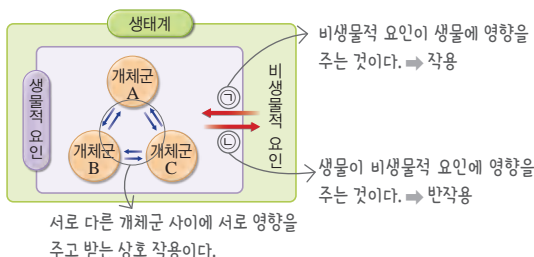 생태계
비생물적 요인이 생물에 영향을
주는 것이다. ➡ 작용
생물적 요인
개체군
A
개체군
B
개체군
C
㉠
㉡
비생물적 요인
생물이 비생물적 요인에 영향을
주는 것이다. ➡ 반작용
서로 다른 개체군 사이에 서로 영향을
주고 받는 상호 작용이다.